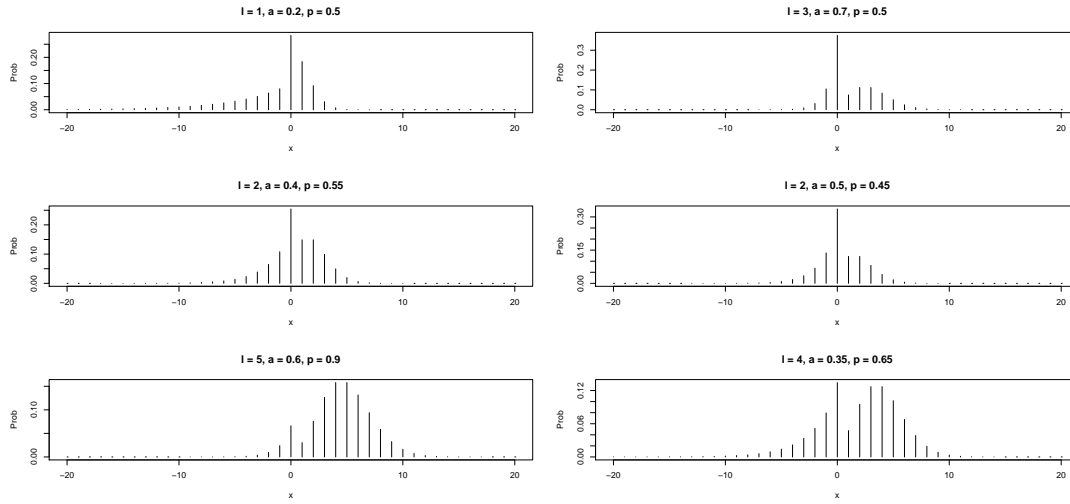 l = 1, a = 0.2, p = 0.5
Prob
0.00 0.10 0.20
−20 −10 0 10 20
x
l = 3, a = 0.7, p = 0.5
Prob
0.0 0.1 0.3
−20 −10 0 10 20
x
l = 2, a = 0.4, p = 0.55
Prob
0.00 0.10 0.20
−20 −10 0 10 20
x
l = 2, a = 0.5, p = 0.45
Prob
0.00 0.15 0.30
−20 −10 0 10 20
x
l = 5, a = 0.6, p = 0.9
Prob
0.00 0.10
−20 −10 0 10 20
x
l = 4, a = 0.35, p = 0.65
Prob
0.00 0.06 0.12
−20 −10 0 10 20
x